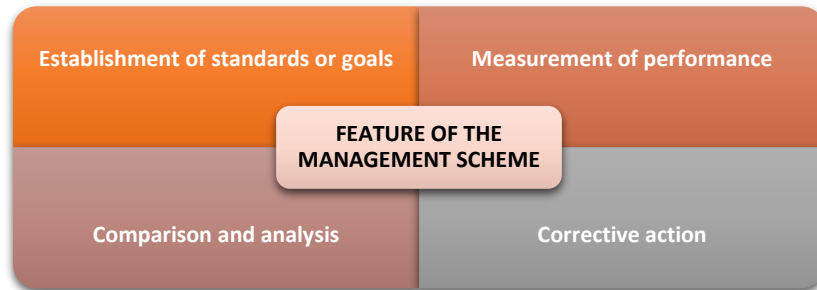 Establishment of standards or goals
Measurement of performance
FEATURE OF THE
MANAGEMENT SCHEME
Comparison and analysis
Corrective action